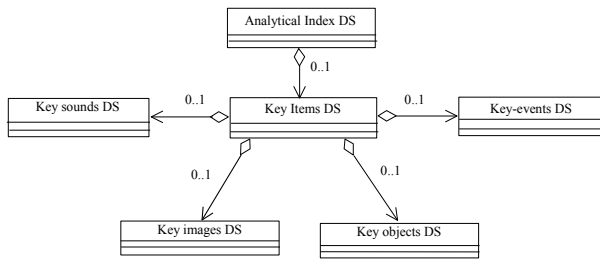 Analytical Index DS
0..1
Key sounds DS
0..1
Key Items DS
0..1
Key-events DS
0..1
0..1
Key images DS
Key objects DS